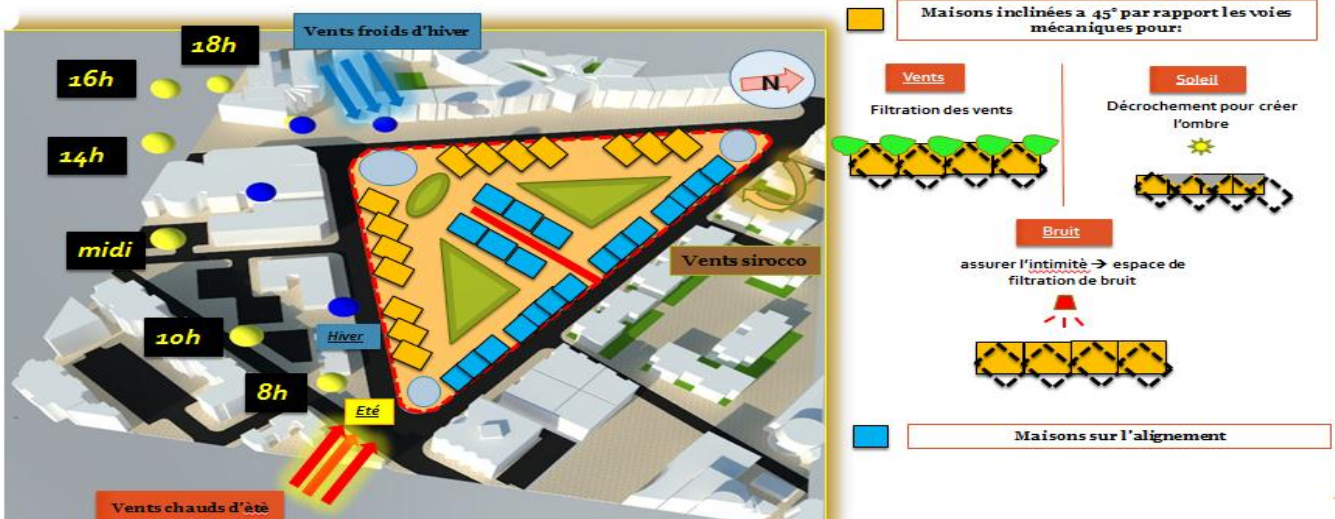 Vents froids d'hiver
18h
16h
14h
midi
10h
8h
N
Vents sirocco
Hiver
Eté
Vents chauds d'ètè
Maisons inclinées a 45° par rapport les voies
mécaniques pour:
Vents
Filtration des vents
Soleil
Décrochement pour créer
l'ombre
Bruit
assurer l'intimitè → espace de
filtration de bruit
Maisons sur l'alignement